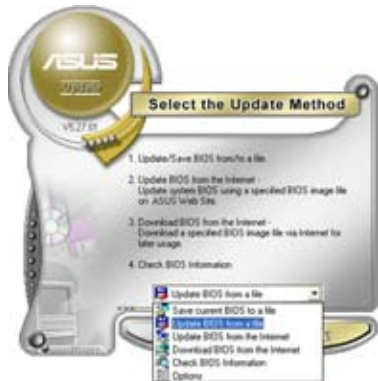 ASUS
Update
V6.27.01
Select the Update Method
1. Update/Save BIOS from/to a file.
2. Update BIOS from the Internet -
Update system BIOS using a specified BIOS image file
on ASUS Web Site.
3. Download BIOS from the Internet -
Download a specified BIOS image file via Internet for
later usage.
4. Check BIOS Information
Update BIOS from a file
Save current BIOS to a file
Update BIOS from a file
Update BIOS from the Internet
Download BIOS from the Internet
Check BIOS Information
Options